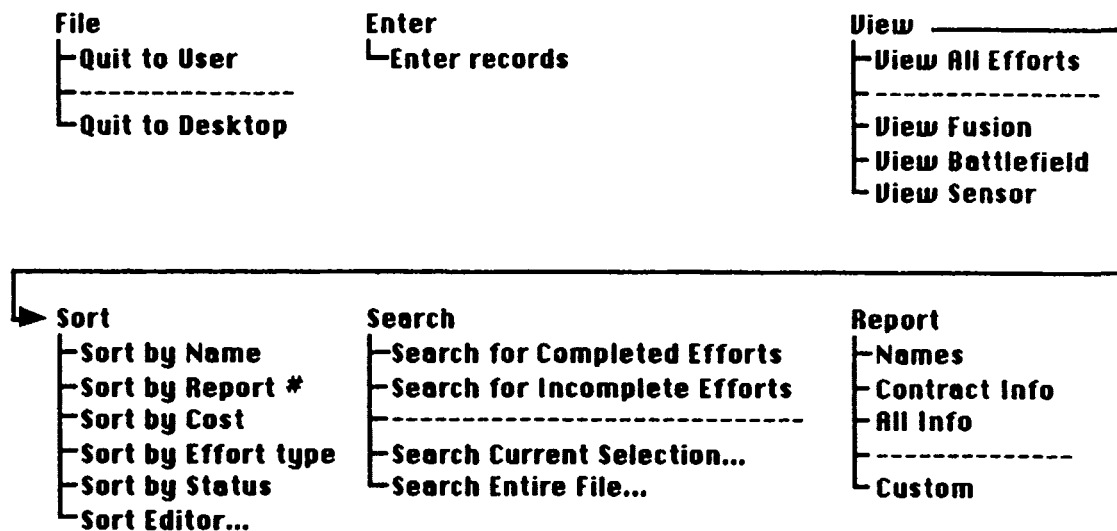 File
Quit to User
----------------
Quit to Desktop
Enter
Enter records
View
View All Efforts
----------------
View Fusion
View Battlefield
View Sensor
Sort
Sort by Name
Sort by Report #
Sort by Cost
Sort by Effort type
Sort by Status
Sort Editor...
Search
Search for Completed Efforts
Search for Incomplete Efforts
------------------------------
Search Current Selection...
Search Entire File...
Report
Names
Contract Info
All Info
--------------
Custom